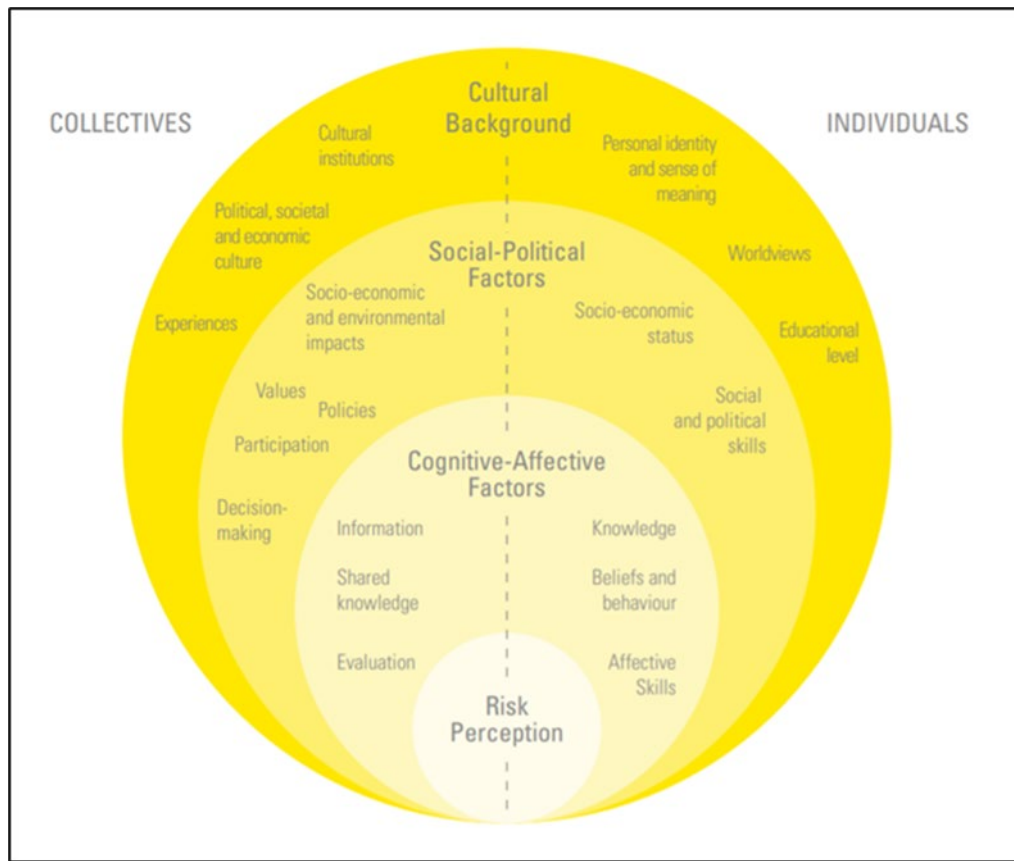 COLLECTIVES
INDIVIDUALS
Cultural
Background
Cultural
institutions
Personal identity
and sense of
meaning
Political, societal
and economic
culture
Worldviews
Experiences
Educational
level
Social-Political
Factors
Socio-economic
and environmental
impacts
Socio-economic
status
Values
Policies
Social
and political
skills
Participation
Decision-
making
Cognitive-Affective
Factors
Information
Knowledge
Shared
knowledge
Beliefs and
behaviour
Evaluation
Affective
Skills
Risk
Perception